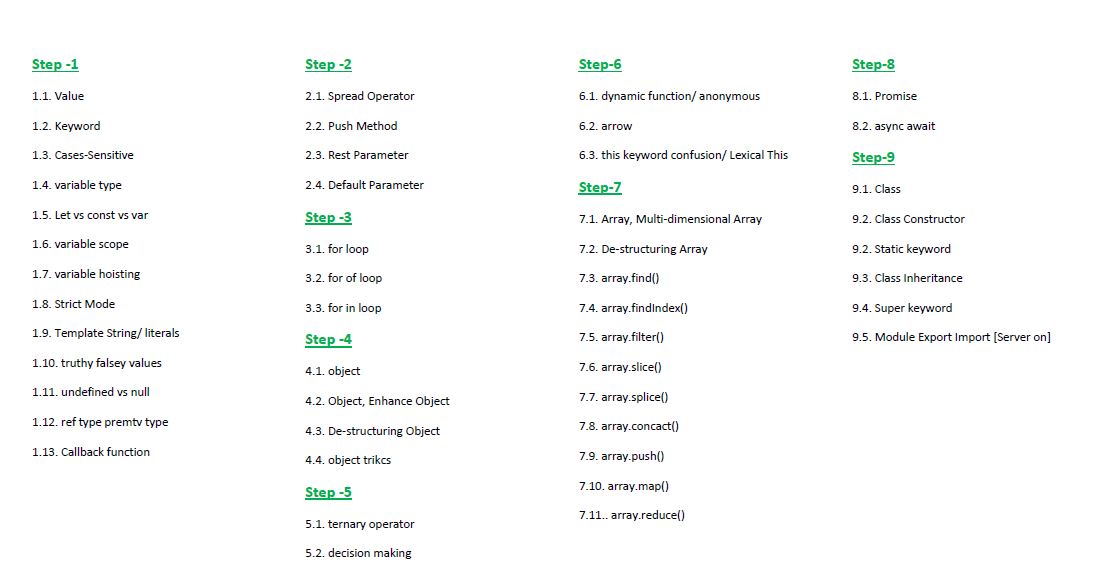 Step -1
1.1. Value
1.2. Keyword
1.3. Cases-Sensitive
1.4. variable type
1.5. Let vs const vs var
1.6. variable scope
1.7. variable hoisting
1.8. Strict Mode
1.9. Template String/ literals
1.10. truthy falsey values
1.11. undefined vs null
1.12. ref type premtv type
1.13. Callback function
Step -2
2.1. Spread Operator
2.2. Push Method
2.3. Rest Parameter
2.4. Default Parameter
Step -3
3.1. for loop
3.2. for of loop
3.3. for in loop
Step -4
4.1. object
4.2. Object, Enhance Object
4.3. De-structuring Object
4.4. object trikcs
Step -5
5.1. ternary operator
5.2. decision making
Step-6
6.1. dynamic function/ anonymous
6.2. arrow
6.3. this keyword confusion/ Lexical This
Step-7
7.1. Array, Multi-dimensional Array
7.2. De-structuring Array
7.3. array.find()
7.4. array.findIndex()
7.5. array.filter()
7.6. array.slice()
7.7. array.splice()
7.8. array.concact()
7.9. array.push()
7.10. array.map()
7.11.. array.reduce()
Step-8
8.1. Promise
8.2. async await
Step-9
9.1. Class
9.2. Class Constructor
9.2. Static keyword
9.3. Class Inheritance
9.4. Super keyword
9.5. Module Export Import [Server on]